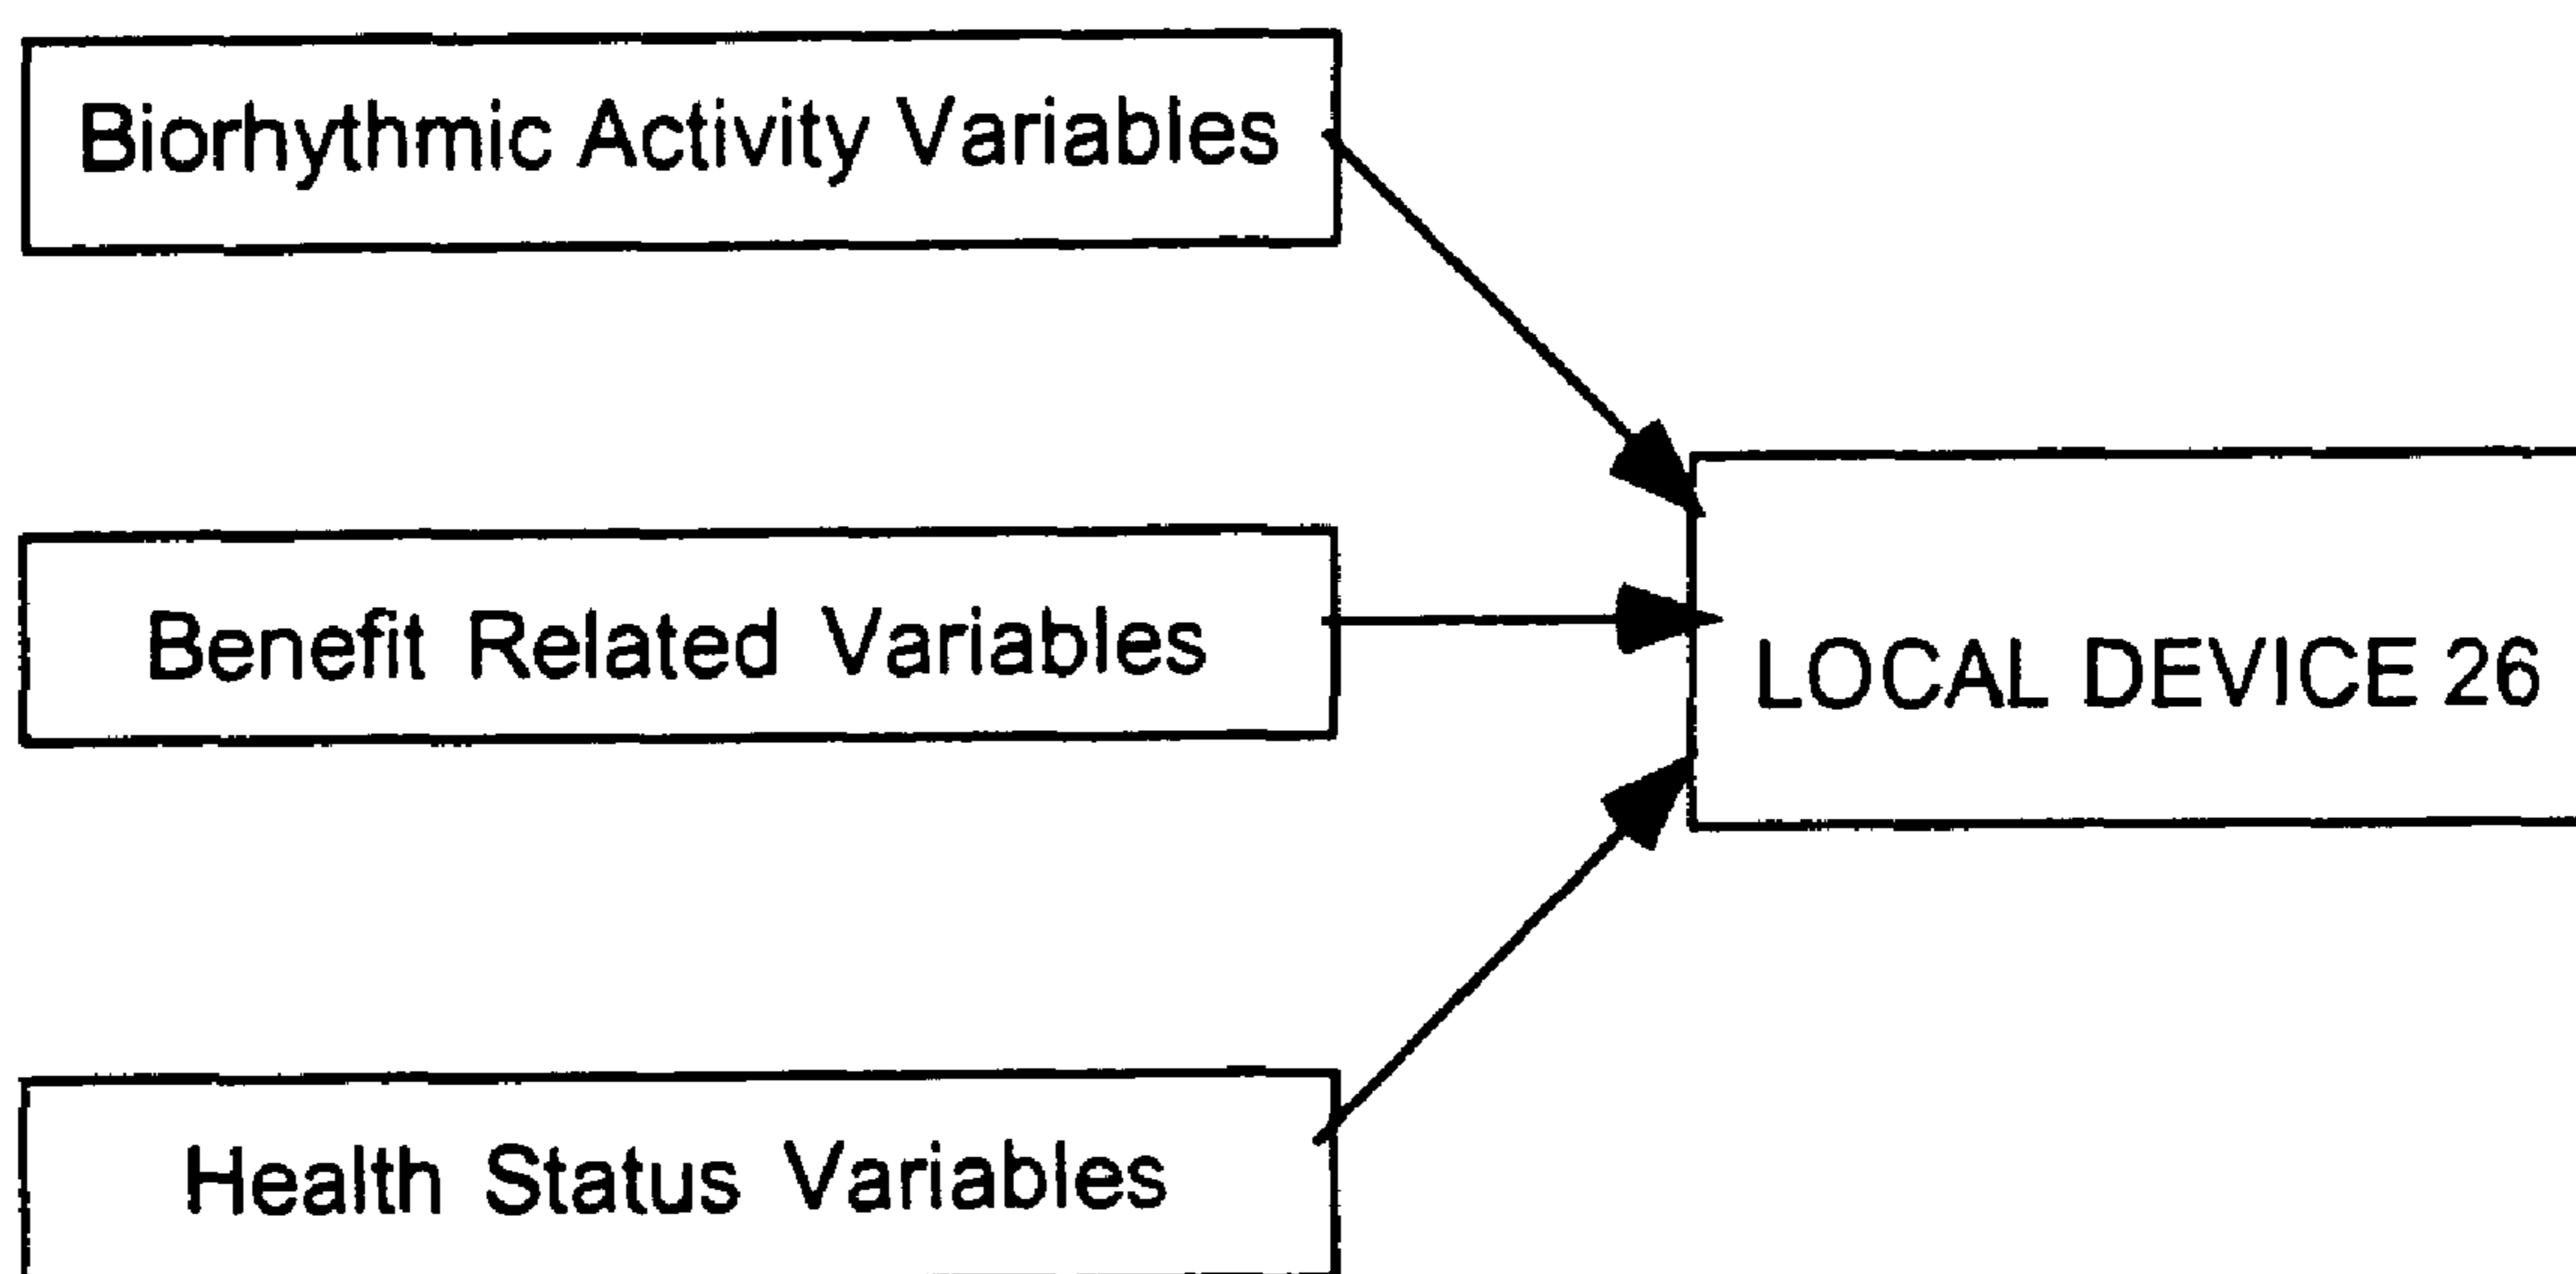 Biorhythmic Activity Variables
Benefit Related Variables
LOCAL DEVICE 26
Health Status Variables